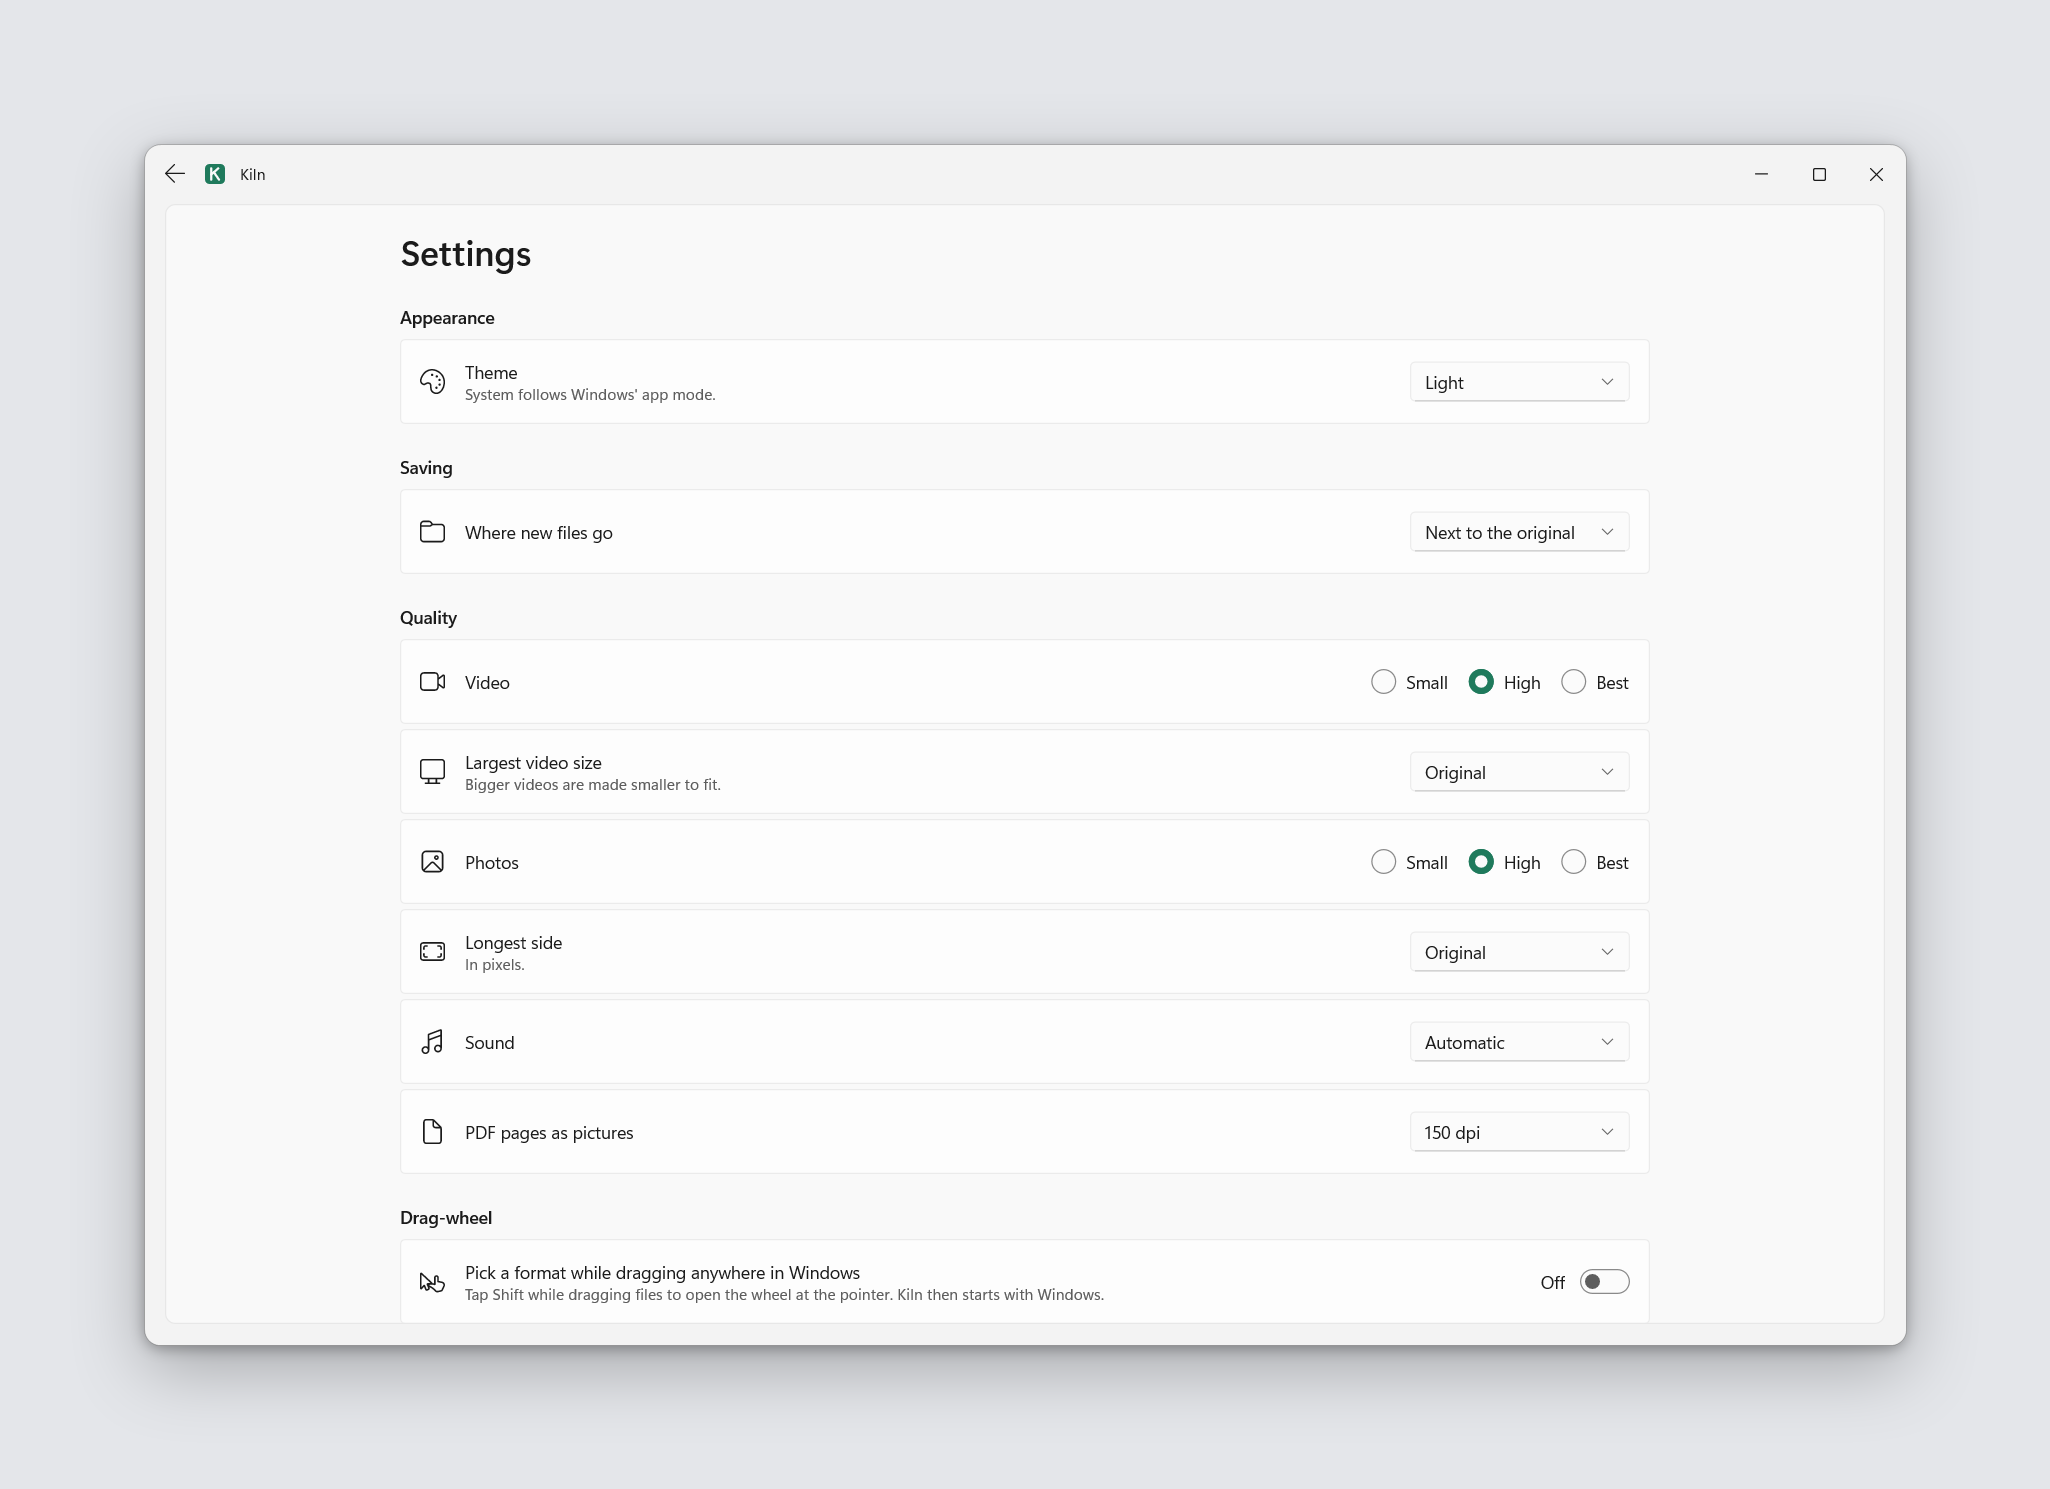 K Kiln
Settings
Appearance
Theme
System follows Windows' app mode.
Light
Saving
Where new files go
Next to the original
Quality
Video
Small High Best
Largest video size
Bigger videos are made smaller to fit.
Original
Photos
Small High Best
Longest side
In pixels.
Original
Sound
Automatic
PDF pages as pictures
150 dpi
Drag-wheel
Pick a format while dragging anywhere in Windows
Tap Shift while dragging files to open the wheel at the pointer. Kiln then starts with Windows.
Off